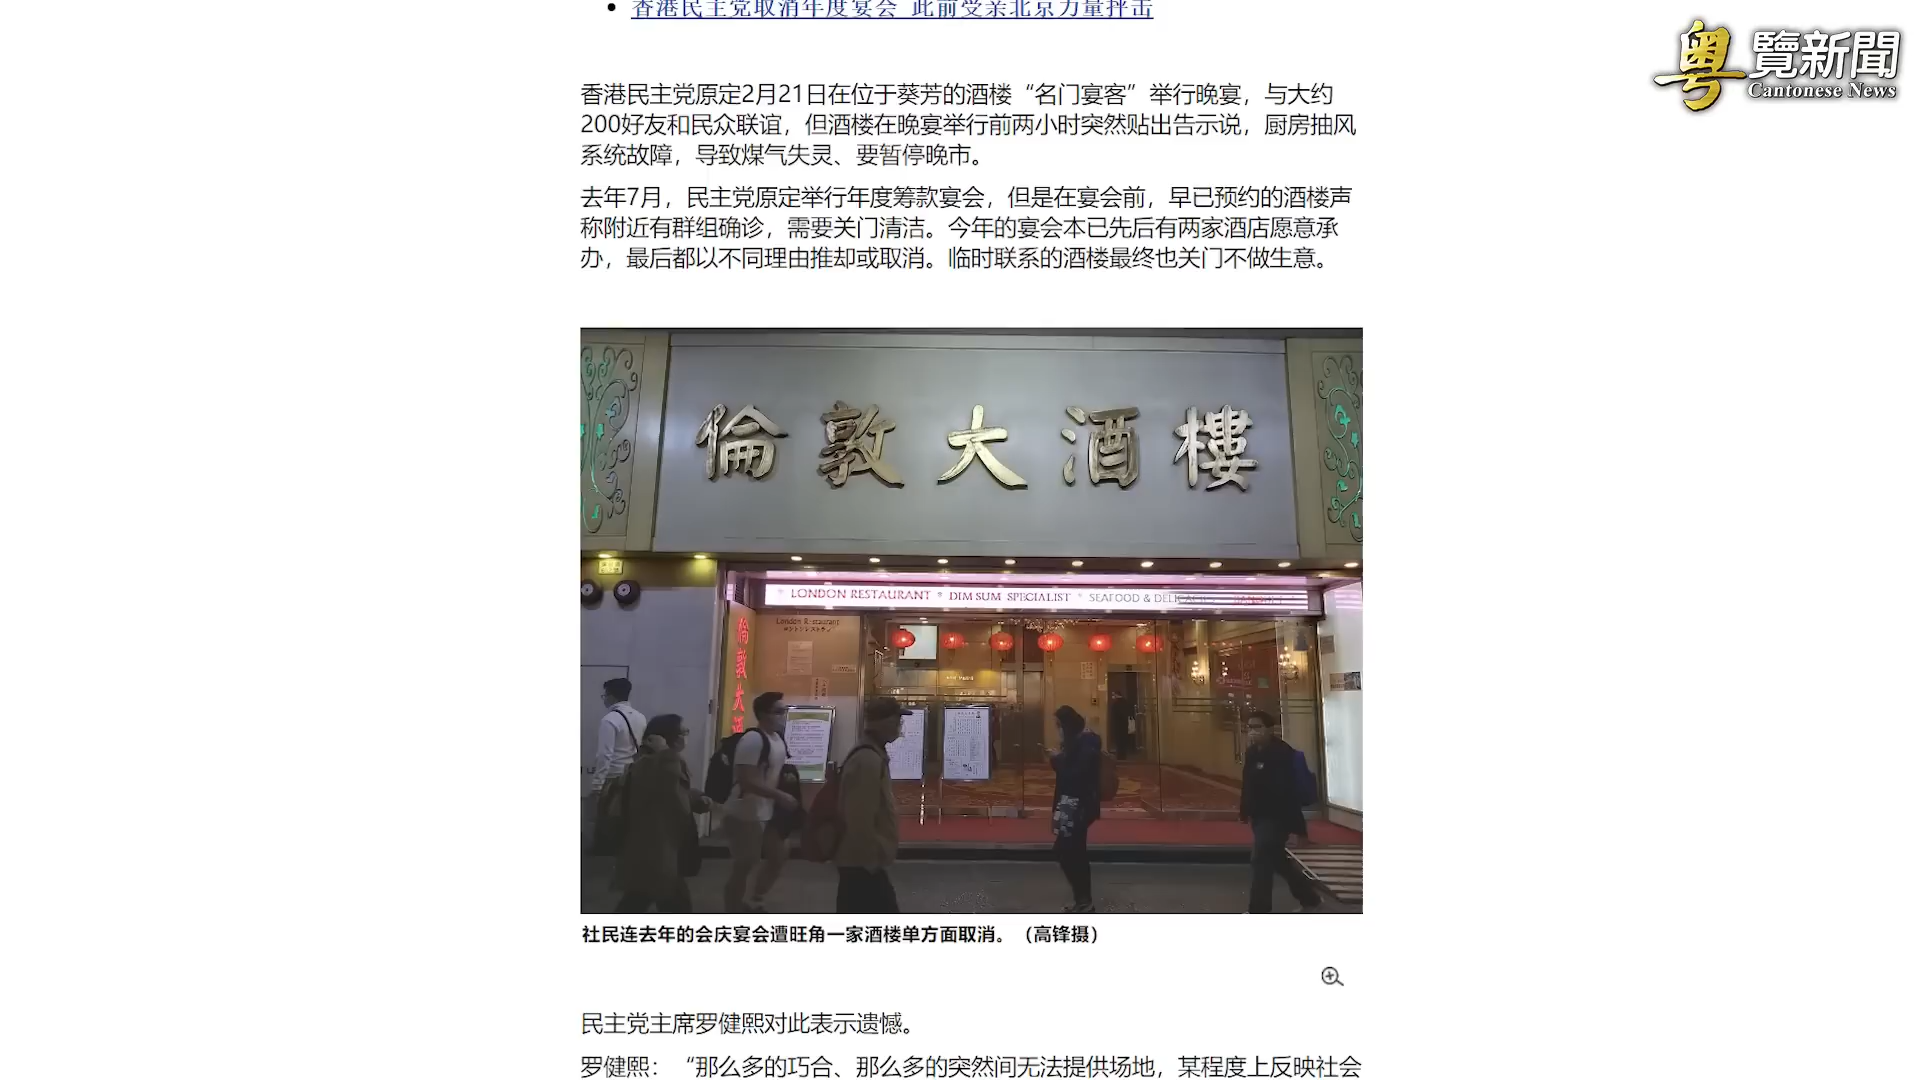 香港民主党取消年度宴会 此前受亲北京力量抨击
粤覽新聞
Cantonese News
香港民主党原定2月21日在位于葵芳的酒楼“名门宴客”举行晚宴，与大约
200好友和民众联谊，但酒楼在晚宴举行前两小时突然贴出告示说，厨房抽风
系统故障，导致煤气失灵、要暂停晚市。
去年7月，民主党原定举行年度筹款宴会，但是在宴会前，早已预约的酒楼声
称附近有群组确诊，需要关门清洁。今年的宴会本已先后有两家酒店愿意承
办，最后都以不同理由推却或取消。临时联系的酒楼最终也关门不做生意。
倫敦大酒樓
LONDON RESTAURANT * DIM SUM SPECIALIST * SEAFOOD &
London Restaurant
倫敦大酒
社民连去年的会庆宴会遭旺角一家酒楼单方面取消。（高锋摄）
民主党主席罗健熙对此表示遗憾。
罗健熙：“那么多的巧合、那么多的突然间无法提供场地，某程度上反映社会